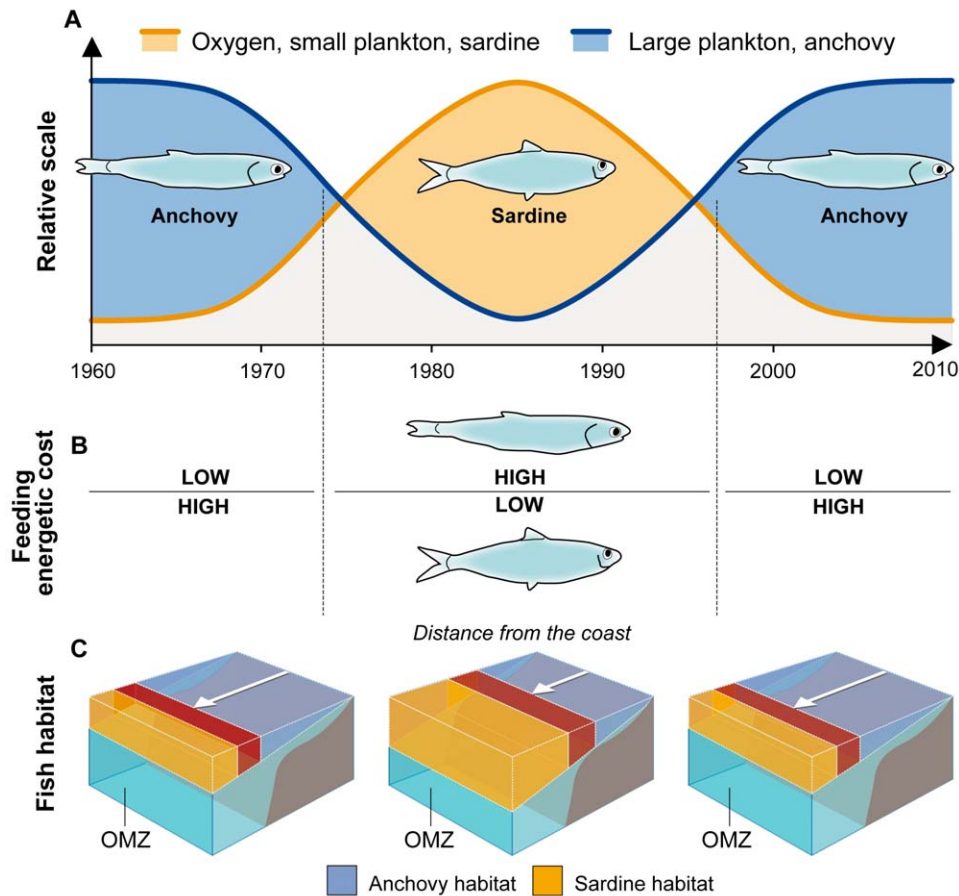 A
Oxygen, small plankton, sardine
Large plankton, anchovy
Relative scale
Anchovy
Sardine
Anchovy
1960
1970
1980
1990
2000
2010
B
Feeding
energetic cost
LOW
HIGH
HIGH
LOW
LOW
HIGH
Distance from the coast
C
Fish habitat
OMZ
OMZ
OMZ
Anchovy habitat
Sardine habitat